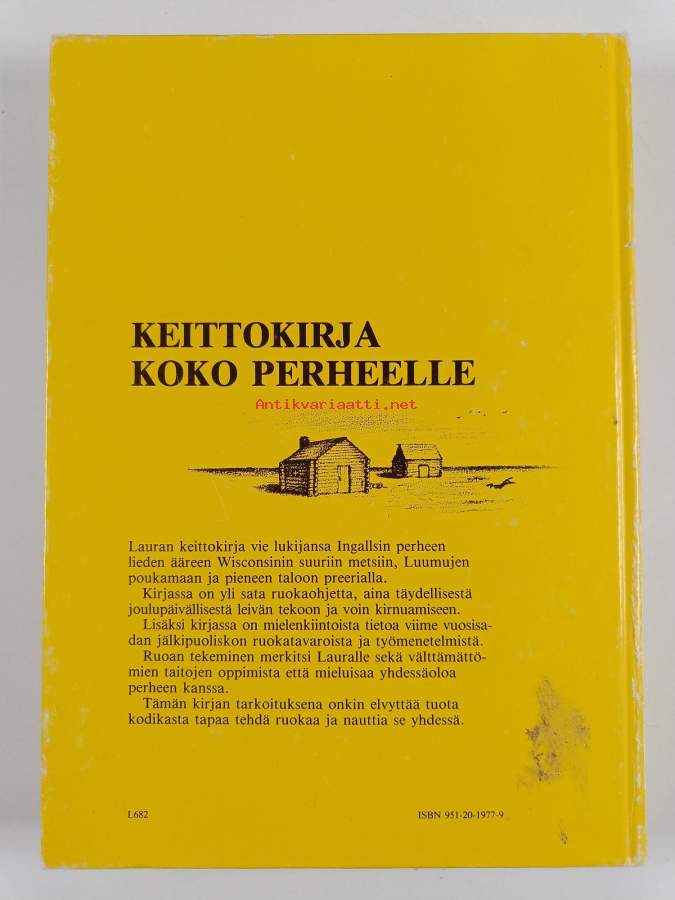 KEITTOKIRJA
KOKO PERHEELLE
Antikvariaatti.net
Lauran keittokirja vie lukijansa Ingallsin perheen
lieden ääreen Wisconsinin suuriin metsiin, Luumujen
poukamaan ja pieneen taloon preerialla.
Kirjassa on yli sata ruokaohjetta, aina täydellisestä
joulupäivällisestä leivän tekoon ja voin kirnuamiseen.
Lisäksi kirjassa on mielenkiintoista tietoa viime vuosisa-
dan jälkipuoliskon ruokatavaroista ja työmenetelmistä.
Ruoan tekeminen merkitsi Lauralle sekä välttämättö-
mien taitojen oppimista että mieluisaa yhdessäoloa
perheen kanssa.
Tämän kirjan tarkoituksena onkin elvyttää tuota
kodikasta tapaa tehdä ruokaa ja nauttia se yhdessä.
L682 ISBN 951-20-1977-9